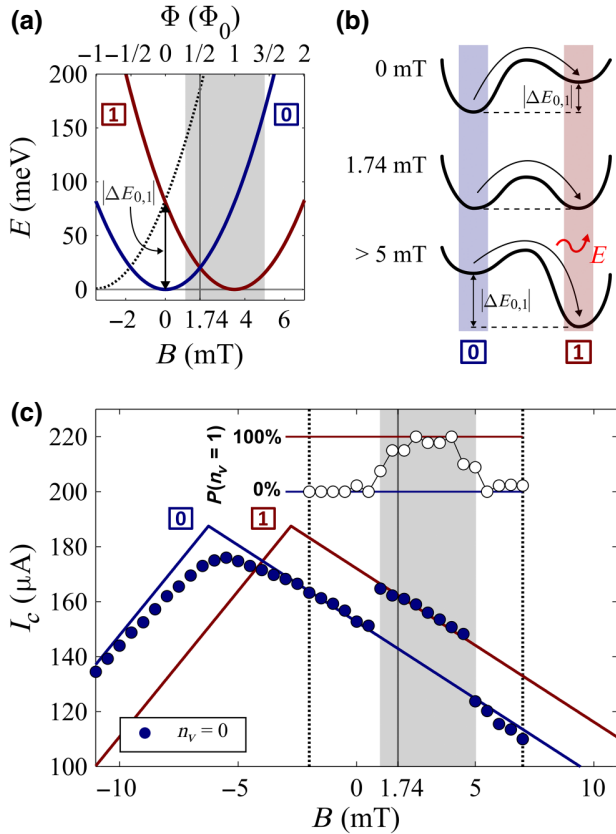 (a)
Φ (Φ₀)
−1 −1/2 0 1/2 1 3/2 2
200
150
100
50
0
E (meV)
1
0
|ΔE₀,₁|
−2 0 1.74 4 6
B (mT)
(b)
0 mT
|ΔE₀,₁|
1.74 mT
> 5 mT
E
|ΔE₀,₁|
0 1
(c)
220
200
180
160
140
120
100
I_c (μA)
P(n_v = 1)
100%
0%
0
1
n_v = 0
−10 −5 0 1.74 5 10
B (mT)